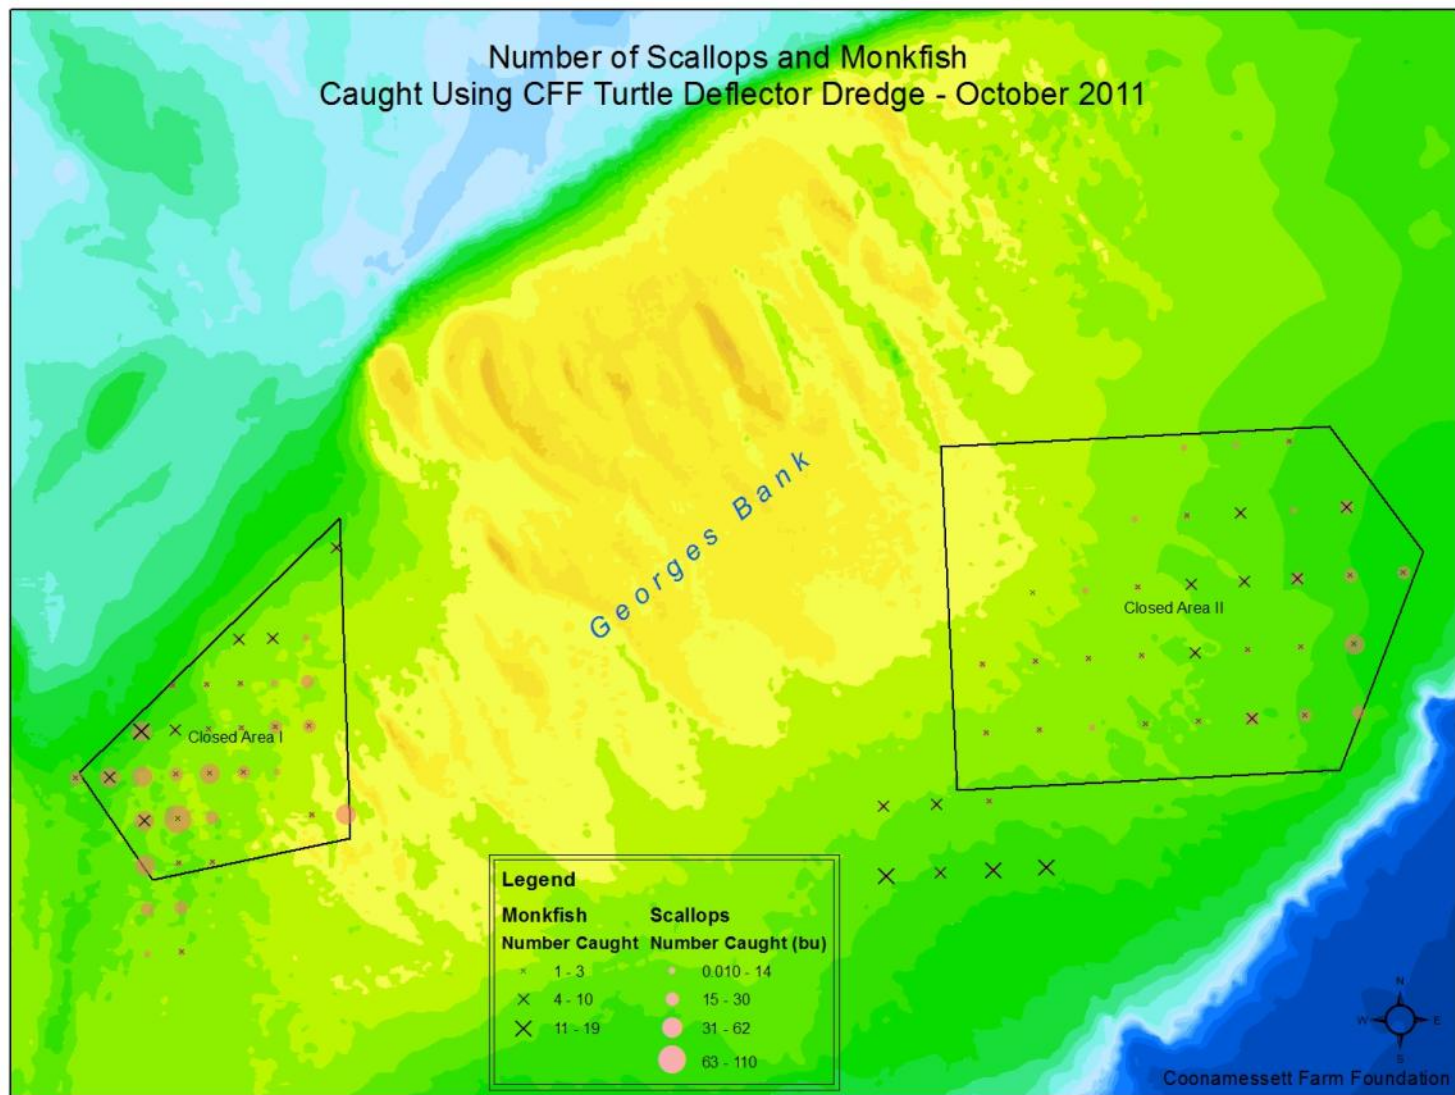 Number of Scallops and Monkfish
Caught Using CFF Turtle Deflector Dredge - October 2011
Georges Bank
Closed Area II
Closed Area I
Legend
Monkfish Scallops
Number Caught Number Caught (bu)
1 - 3 0.010 - 14
4 - 10 15 - 30
11 - 19 31 - 62
63 - 110
N
W E
S
Coonamessett Farm Foundation